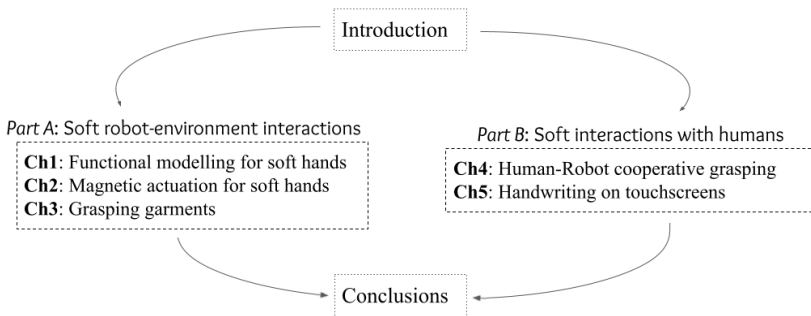 Introduction
Part A: Soft robot-environment interactions
Ch1: Functional modelling for soft hands
Ch2: Magnetic actuation for soft hands
Ch3: Grasping garments
Part B: Soft interactions with humans
Ch4: Human-Robot cooperative grasping
Ch5: Handwriting on touchscreens
Conclusions